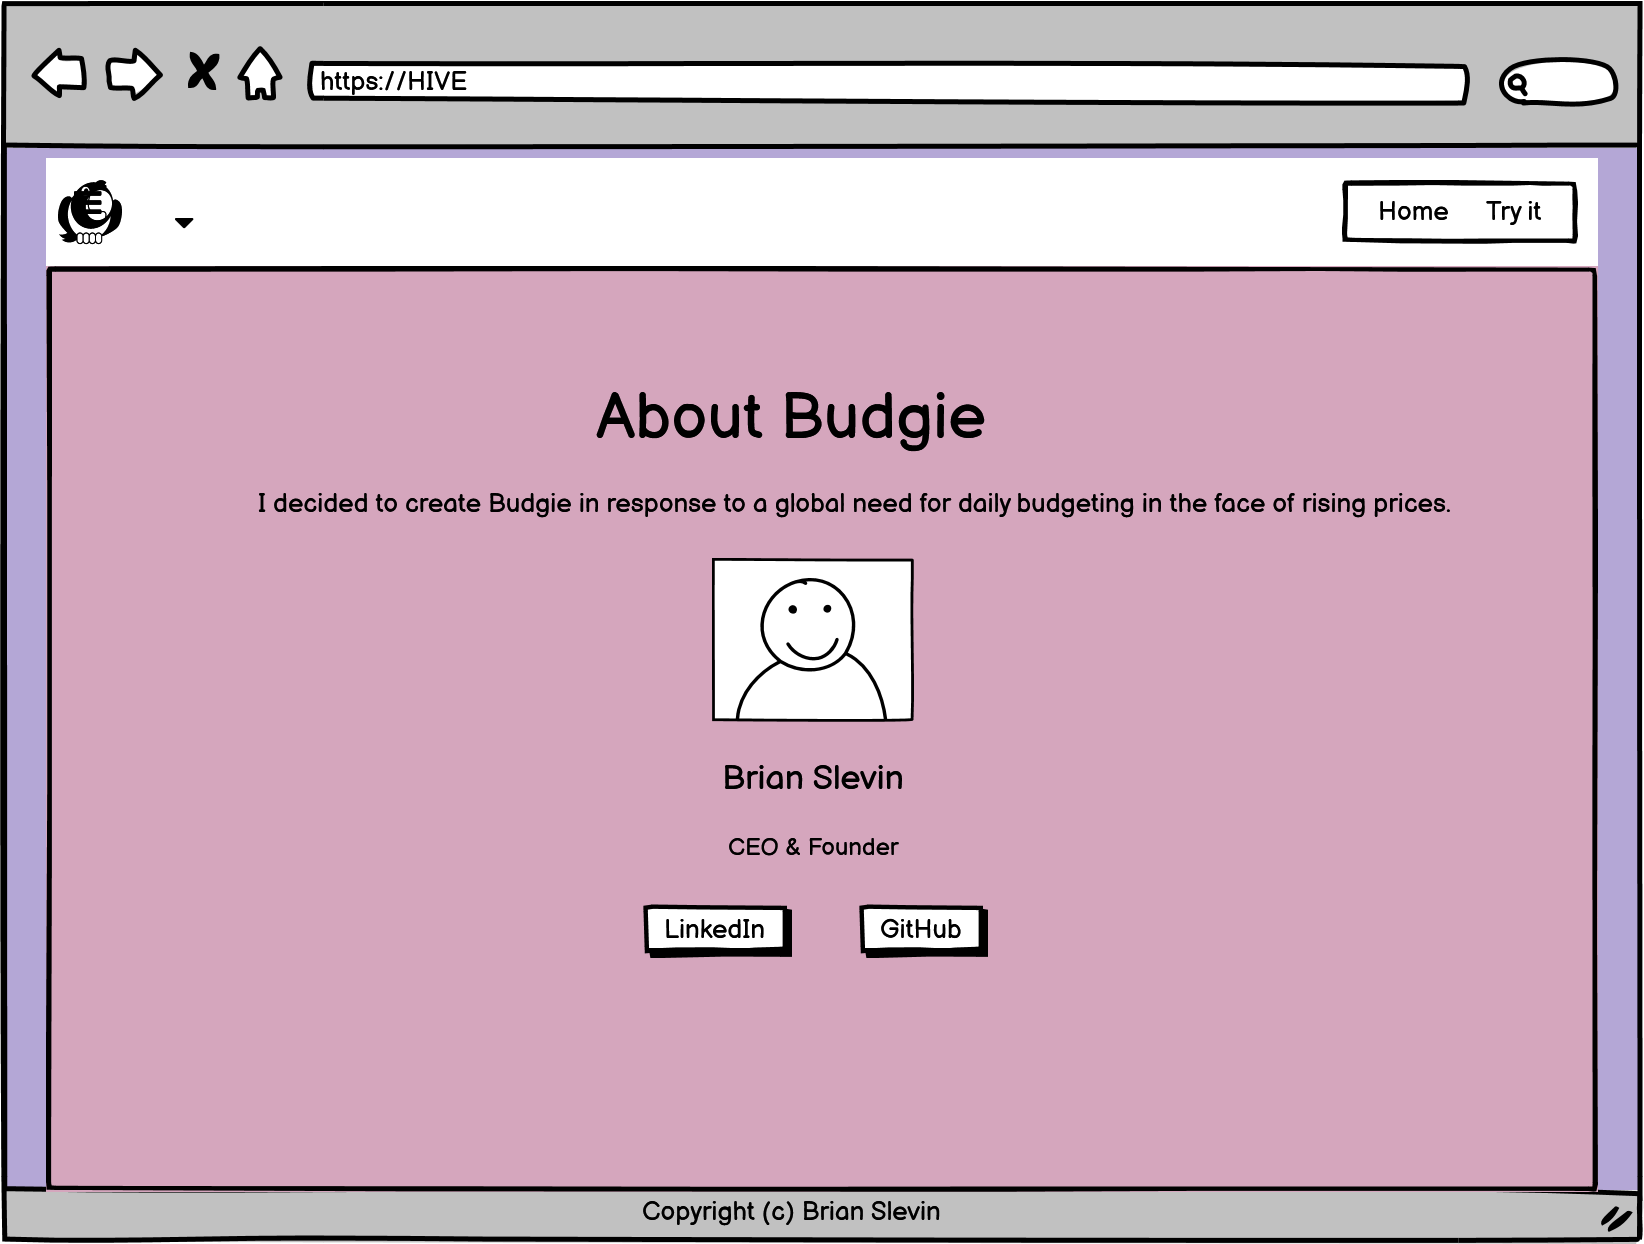 https://HIVE
Home Try it
About Budgie
I decided to create Budgie in response to a global need for daily budgeting in the face of rising prices.
Brian Slevin
CEO & Founder
LinkedIn GitHub
Copyright (c) Brian Slevin